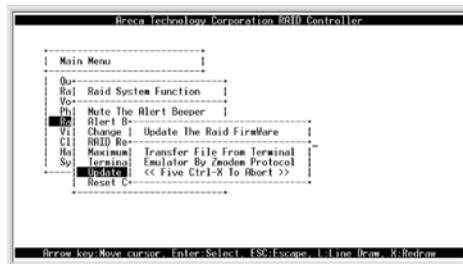 Areca Technology Corporation RAID Controller
Main Menu
Qu
Ra Raid System Function
Vo
Ph Mute The Alert Beeper
Ra Alert B
Vi Change Update The Raid FirmWare
Cl RAID Re
Ha Maximum Transfer File From Terminal
Sy Termina Emulator By Zmodem Protocol
Update << Five Ctrl-X To Abort >>
Reset C
Arrow key:Move cursor, Enter:Select, ESC:Escape, L:Line Draw, X:Redraw